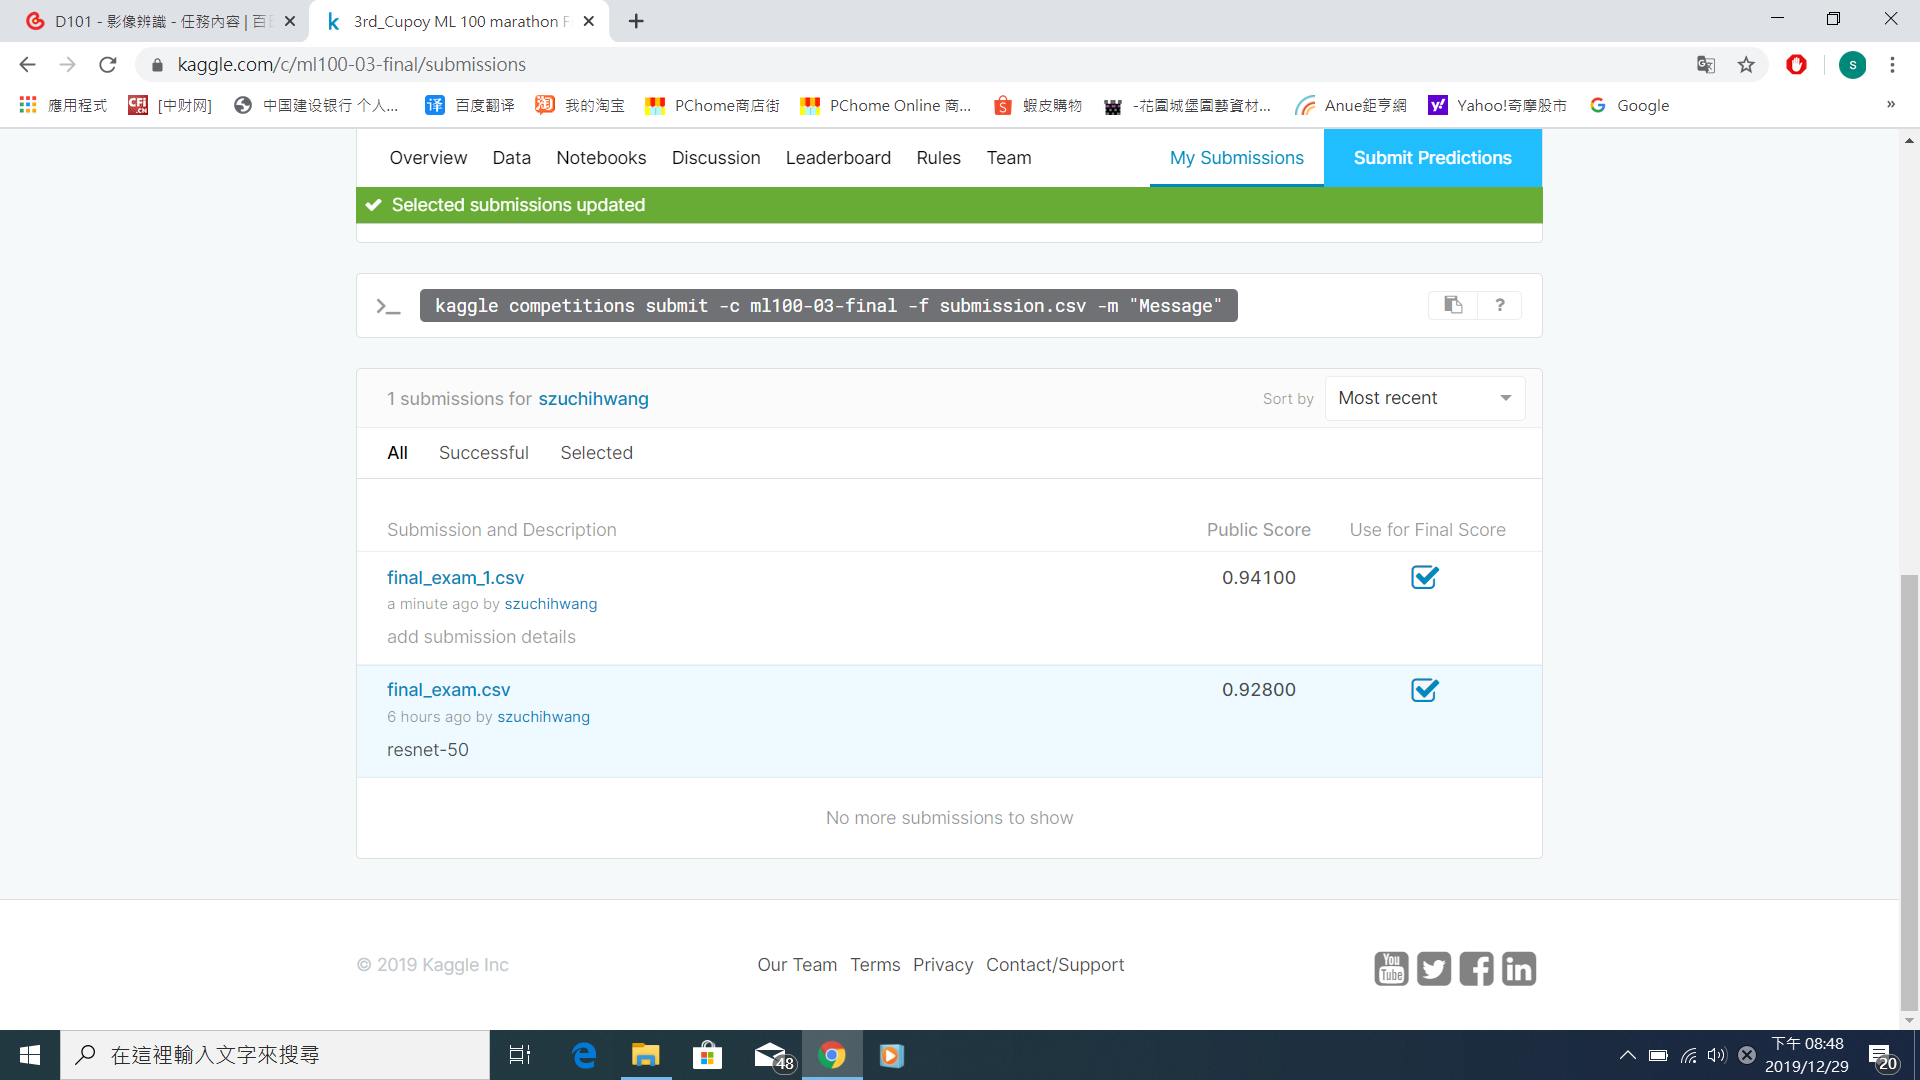 D101 - 影像辨識 - 任務內容 | 百
3rd_Cupoy ML 100 marathon F
kaggle.com/c/ml100-03-final/submissions
s
應用程式
[中财网]
中国建设银行 个人...
百度翻译
我的淘宝
PChome商店街
PChome Online 商...
蝦皮購物
-花園城堡園藝資材...
Anue鉅亨網
Yahoo!奇摩股市
Google
»
Overview
Data
Notebooks
Discussion
Leaderboard
Rules
Team
My Submissions
Submit Predictions
Selected submissions updated
>_
kaggle competitions submit -c ml100-03-final -f submission.csv -m "Message"
?
1 submissions for szuchihwang
Sort by
Most recent
All
Successful
Selected
Submission and Description
Public Score
Use for Final Score
final_exam_1.csv
0.94100
a minute ago by szuchihwang
add submission details
final_exam.csv
0.92800
6 hours ago by szuchihwang
resnet-50
No more submissions to show
© 2019 Kaggle Inc
Our Team
Terms
Privacy
Contact/Support
You
Tube
在這裡輸入文字來搜尋
48
下午 08:48
2019/12/29
20